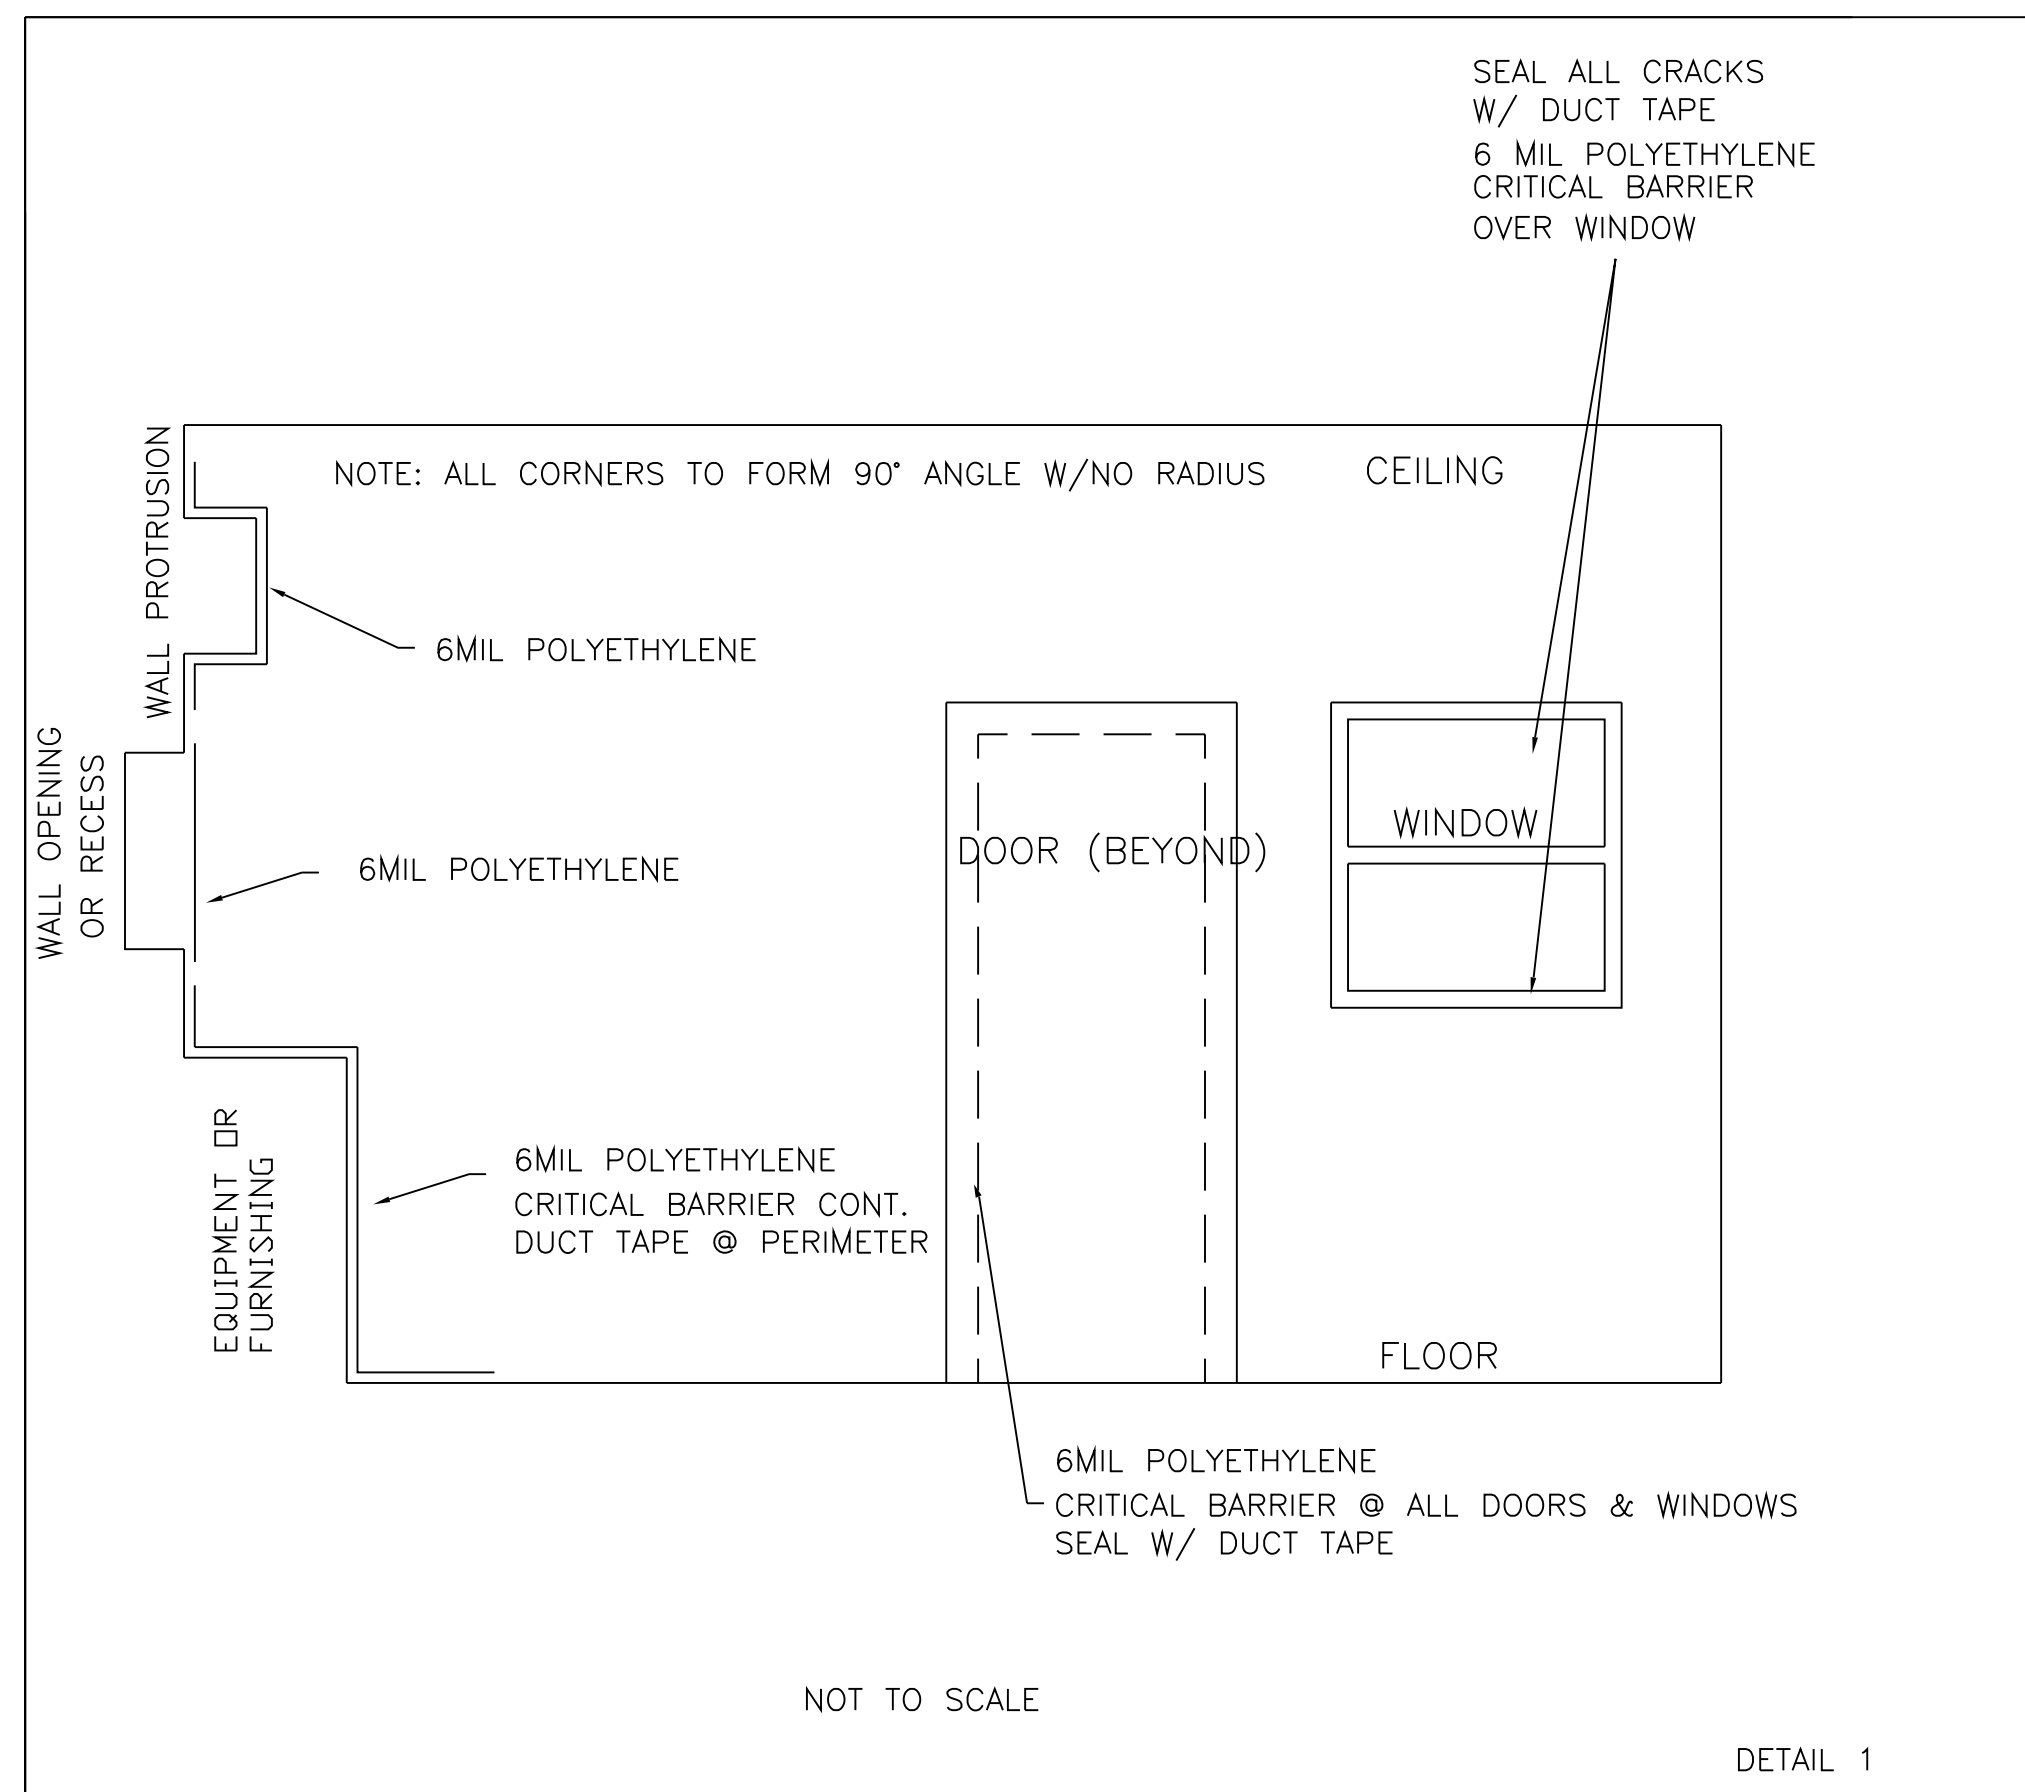 SEAL ALL CRACKS
W/ DUCT TAPE
6 MIL POLYETHYLENE
CRITICAL BARRIER
OVER WINDOW
NOTE: ALL CORNERS TO FORM 90° ANGLE W/NO RADIUS
CEILING
WALL PROTRUSION
6MIL POLYETHYLENE
WALL OPENING
OR RECESS
6MIL POLYETHYLENE
DOOR (BEYOND)
WINDOW
EQUIPMENT OR
FURNISHING
6MIL POLYETHYLENE
CRITICAL BARRIER CONT.
DUCT TAPE @ PERIMETER
FLOOR
6MIL POLYETHYLENE
CRITICAL BARRIER @ ALL DOORS & WINDOWS
SEAL W/ DUCT TAPE
NOT TO SCALE
DETAIL 1